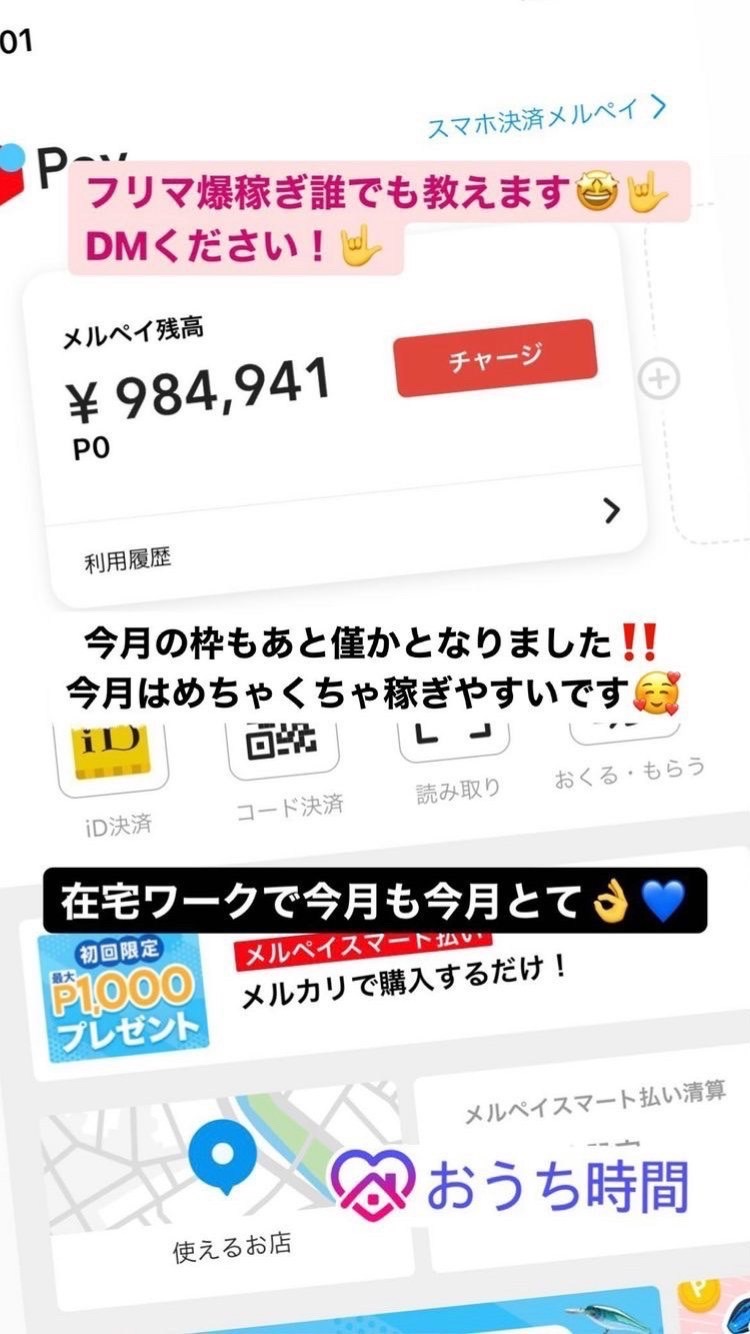 01
スマホ決済メルペイ >
フリマ爆稼ぎ誰でも教えます🤩🤟
DMください！🤟
メルペイ残高
¥ 984,941
チャージ
P0
利用履歴
今月の枠もあと僅かとなりました‼️
今月はめちゃくちゃ稼ぎやすいです🥰
iD
iD決済
コード決済
読み取り
おくる・もらう
在宅ワークで今月も今月とて👌💙
初回限定
最大
P1,000
プレゼント
メルペイスマート払い
メルカリで購入するだけ！
メルペイスマート払い清算
おうち時間
使えるお店